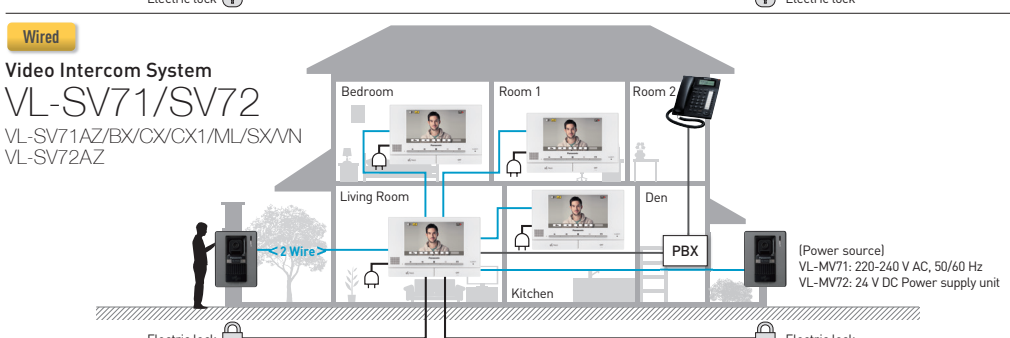 Electric lock
Electric lock
Wired
Video Intercom System
VL-SV71/SV72
VL-SV71AZ/BX/CX/CX1/ML/SX/VN
VL-SV72AZ
Bedroom
Room 1
Room 2
Living Room
Den
< 2 Wire >
PBX
Kitchen
(Power source)
VL-MV71: 220-240 V AC, 50/60 Hz
VL-MV72: 24 V DC Power supply unit
Electric lock
Electric lock